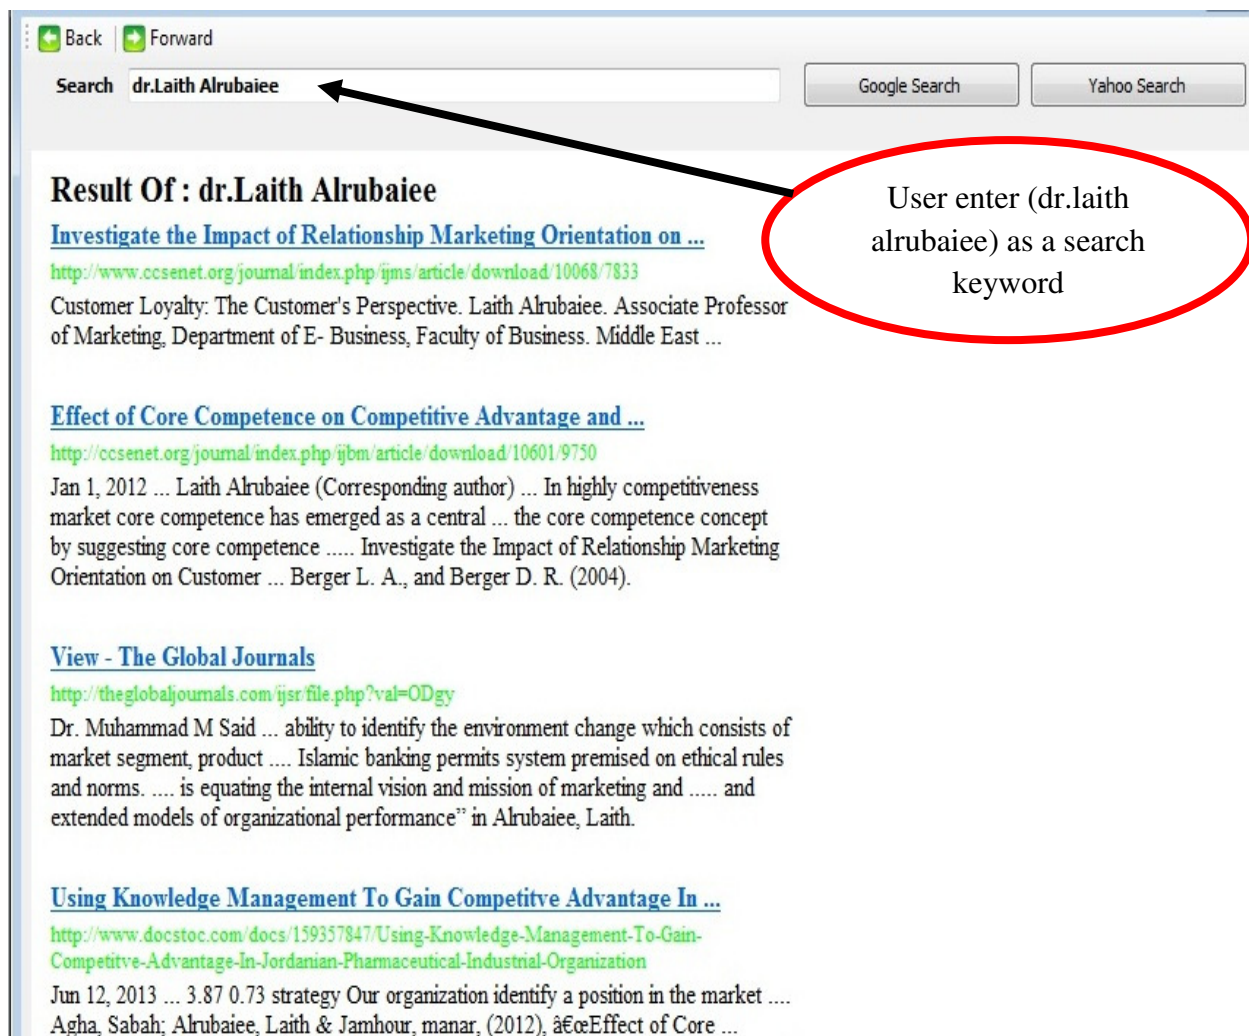 Back Forward
Search dr.Laith Alrubaiee Google Search Yahoo Search
User enter (dr.laith
alrubaiee) as a search
keyword
Result Of : dr.Laith Alrubaiee
Investigate the Impact of Relationship Marketing Orientation on ...
http://www.ccsenet.org/journal/index.php/ijms/article/download/10068/7833
Customer Loyalty: The Customer's Perspective. Laith Alrubaiee. Associate Professor
of Marketing, Department of E- Business, Faculty of Business. Middle East ...
Effect of Core Competence on Competitive Advantage and ...
http://ccsenet.org/journal/index.php/ijbm/article/download/10601/9750
Jan 1, 2012 ... Laith Alrubaiee (Corresponding author) ... In highly competitiveness
market core competence has emerged as a central ... the core competence concept
by suggesting core competence ..... Investigate the Impact of Relationship Marketing
Orientation on Customer ... Berger L. A., and Berger D. R. (2004).
View - The Global Journals
http://theglobaljournals.com/ijsr/file.php?val=ODgy
Dr. Muhammad M Said ... ability to identify the environment change which consists of
market segment, product .... Islamic banking permits system premised on ethical rules
and norms. .... is equating the internal vision and mission of marketing and ..... and
extended models of organizational performance” in Alrubaiee, Laith.
Using Knowledge Management To Gain Competitve Advantage In ...
http://www.docstoc.com/docs/159357847/Using-Knowledge-Management-To-Gain-
Competitve-Advantage-In-Jordanian-Pharmaceutical-Industrial-Organization
Jun 12, 2013 ... 3.87 0.73 strategy Our organization identify a position in the market ....
Agha, Sabah; Alrubaiee, Laith & Jamhour, manar, (2012), â€œEffect of Core ...